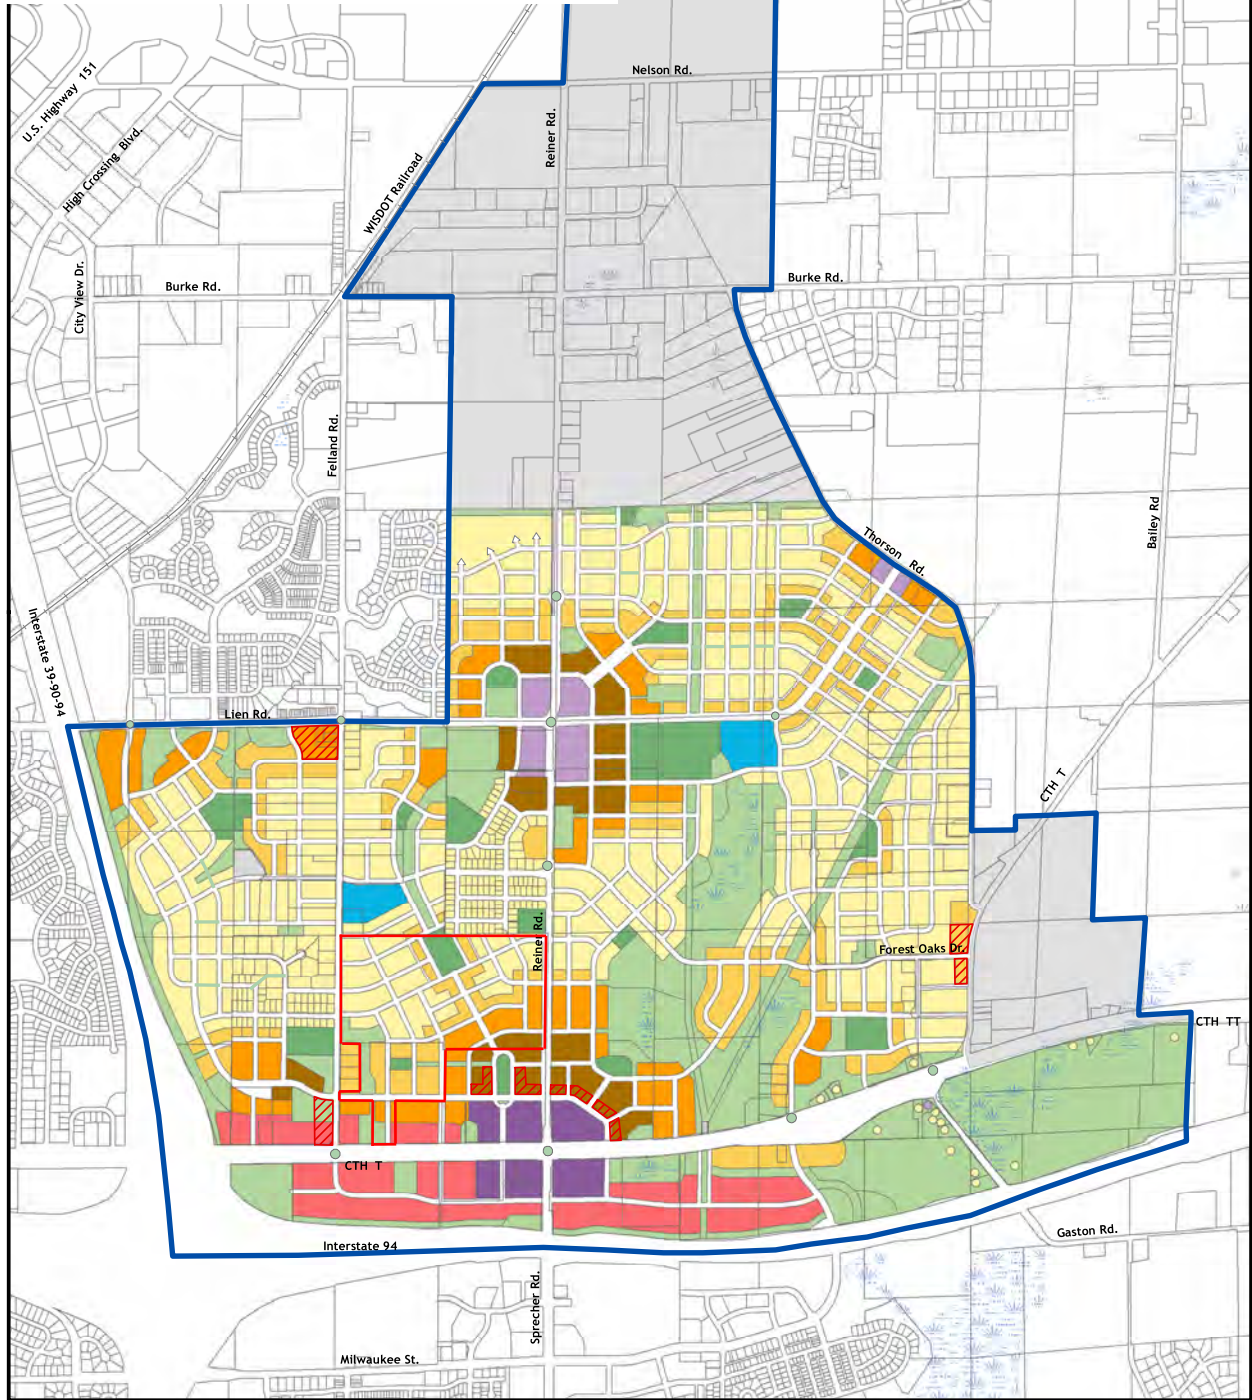 Nelson Rd.
U.S. Highway 151
High Crossing Blvd.
Reiner Rd.
WISDOT Railroad
City View Dr.
Burke Rd.
Burke Rd.
Felland Rd.
Bailey Rd
Thorson Rd.
Interstate 39-90-94
Lien Rd.
CTH T
Reiner Rd.
Forest Oaks Dr.
CTH TT
CTH T
Interstate 94
Gaston Rd.
Sprecher Rd.
Milwaukee St.